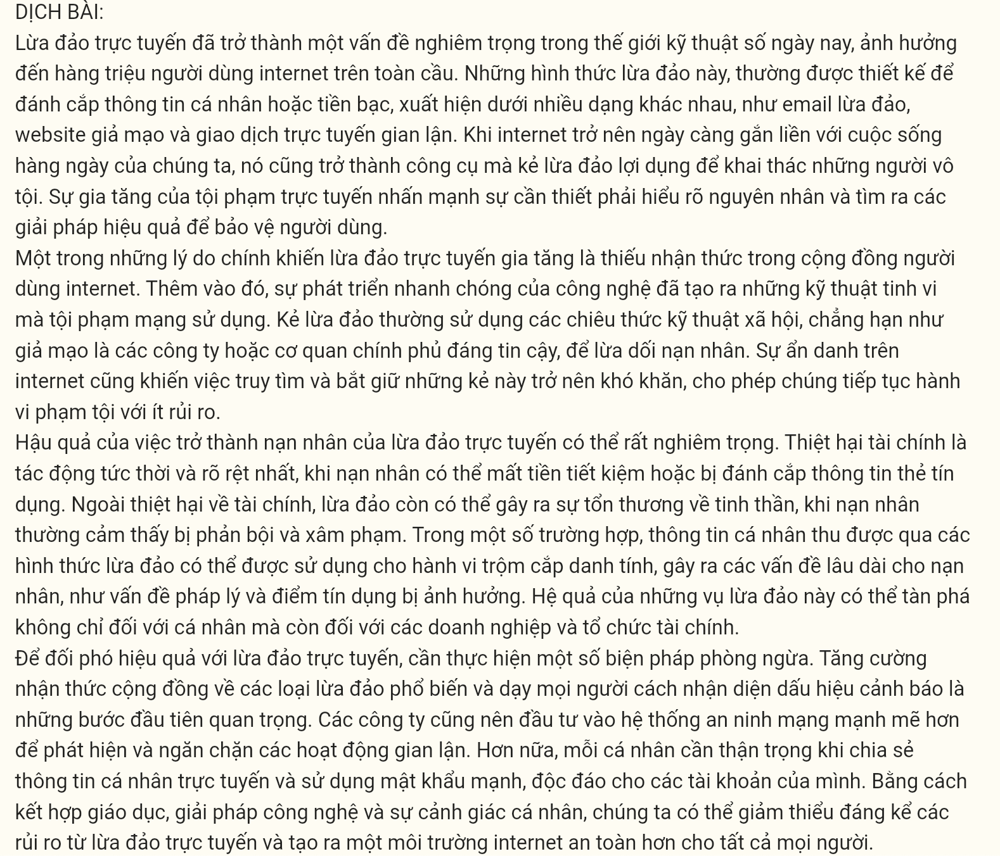 DỊCH BÀI:
Lừa đảo trực tuyến đã trở thành một vấn đề nghiêm trọng trong thế giới kỹ thuật số ngày nay, ảnh hưởng
đến hàng triệu người dùng internet trên toàn cầu. Những hình thức lừa đảo này, thường được thiết kế để
đánh cắp thông tin cá nhân hoặc tiền bạc, xuất hiện dưới nhiều dạng khác nhau, như email lừa đảo,
website giả mạo và giao dịch trực tuyến gian lận. Khi internet trở nên ngày càng gắn liền với cuộc sống
hàng ngày của chúng ta, nó cũng trở thành công cụ mà kẻ lừa đảo lợi dụng để khai thác những người vô
tội. Sự gia tăng của tội phạm trực tuyến nhấn mạnh sự cần thiết phải hiểu rõ nguyên nhân và tìm ra các
giải pháp hiệu quả để bảo vệ người dùng.
Một trong những lý do chính khiến lừa đảo trực tuyến gia tăng là thiếu nhận thức trong cộng đồng người
dùng internet. Thêm vào đó, sự phát triển nhanh chóng của công nghệ đã tạo ra những kỹ thuật tinh vi
mà tội phạm mạng sử dụng. Kẻ lừa đảo thường sử dụng các chiêu thức kỹ thuật xã hội, chẳng hạn như
giả mạo là các công ty hoặc cơ quan chính phủ đáng tin cậy, để lừa dối nạn nhân. Sự ẩn danh trên
internet cũng khiến việc truy tìm và bắt giữ những kẻ này trở nên khó khăn, cho phép chúng tiếp tục hành
vi phạm tội với ít rủi ro.
Hậu quả của việc trở thành nạn nhân của lừa đảo trực tuyến có thể rất nghiêm trọng. Thiệt hại tài chính là
tác động tức thời và rõ rệt nhất, khi nạn nhân có thể mất tiền tiết kiệm hoặc bị đánh cắp thông tin thẻ tín
dụng. Ngoài thiệt hại về tài chính, lừa đảo còn có thể gây ra sự tổn thương về tinh thần, khi nạn nhân
thường cảm thấy bị phản bội và xâm phạm. Trong một số trường hợp, thông tin cá nhân thu được qua các
hình thức lừa đảo có thể được sử dụng cho hành vi trộm cắp danh tính, gây ra các vấn đề lâu dài cho nạn
nhân, như vấn đề pháp lý và điểm tín dụng bị ảnh hưởng. Hệ quả của những vụ lừa đảo này có thể tàn phá
không chỉ đối với cá nhân mà còn đối với các doanh nghiệp và tổ chức tài chính.
Để đối phó hiệu quả với lừa đảo trực tuyến, cần thực hiện một số biện pháp phòng ngừa. Tăng cường
nhận thức cộng đồng về các loại lừa đảo phổ biến và dạy mọi người cách nhận diện dấu hiệu cảnh báo là
những bước đầu tiên quan trọng. Các công ty cũng nên đầu tư vào hệ thống an ninh mạng mạnh mẽ hơn
để phát hiện và ngăn chặn các hoạt động gian lận. Hơn nữa, mỗi cá nhân cần thận trọng khi chia sẻ
thông tin cá nhân trực tuyến và sử dụng mật khẩu mạnh, độc đáo cho các tài khoản của mình. Bằng cách
kết hợp giáo dục, giải pháp công nghệ và sự cảnh giác cá nhân, chúng ta có thể giảm thiểu đáng kể các
rủi ro từ lừa đảo trực tuyến và tạo ra một môi trường internet an toàn hơn cho tất cả mọi người.